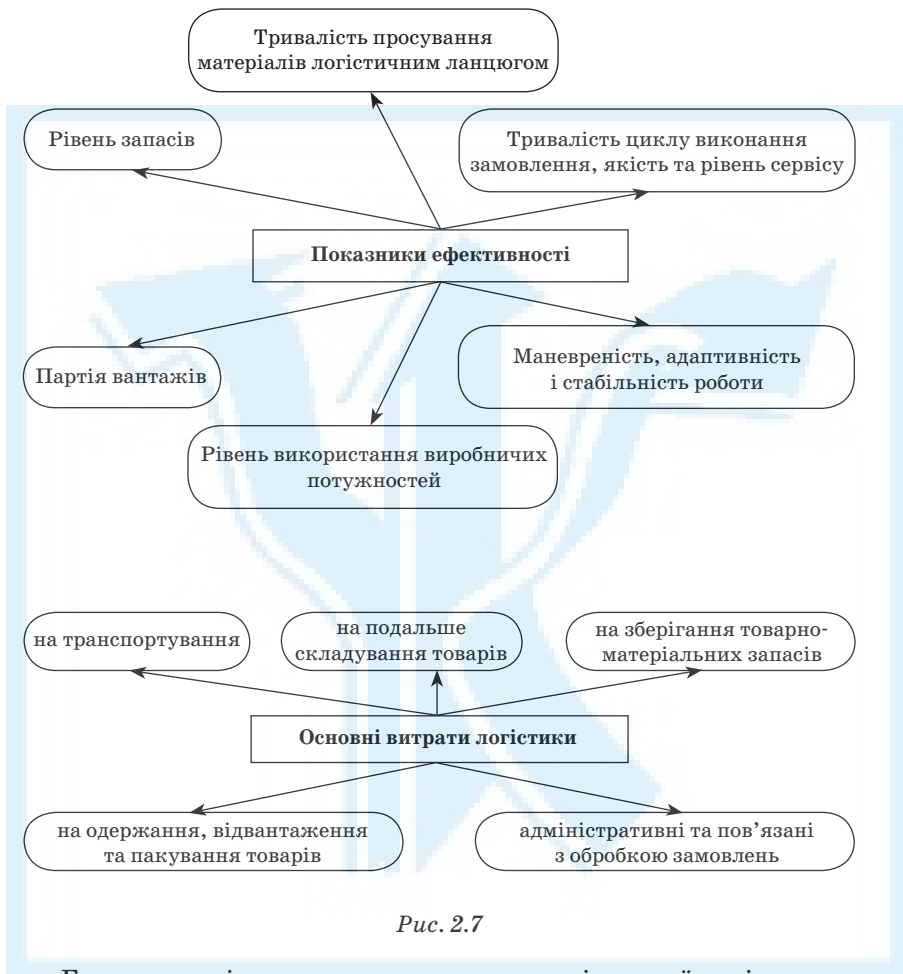 Тривалість просування
матеріалів логістичним ланцюгом
Рівень запасів
Тривалість циклу виконання
замовлення, якість та рівень сервісу
Показники ефективності
Партія вантажів
Маневреність, адаптивність
і стабільність роботи
Рівень використання виробничих
потужностей
на транспортування
на подальше
складування товарів
на зберігання товарно-
матеріальних запасів
Основні витрати логістики
на одержання, відвантаження
та пакування товарів
адміністративні та пов’язані
з обробкою замовлень
Рис. 2.7